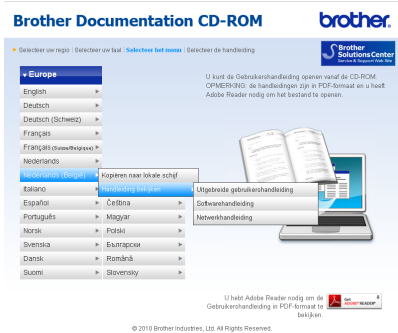 Brother Documentation CD-ROM
brother.
Selecteer uw regio | Selecteer uw taal | Selecteer het menu | Selecteer de handleiding
Brother
Solutions Center
Service & Support Web Site
Europe
U kunt de Gebruikershandleiding openen vanaf de CD-ROM.
OPMERKING: de handleidingen zijn in PDF-formaat en u heeft
Adobe Reader nodig om het bestand te openen.
English
Deutsch
Deutsch (Schweiz)
Français
Français (Suisse/Belgique)
Nederlands
Nederlands (België)
Kopiëren naar lokale schijf
Italiano
Handleiding bekijken
Uitgebreide gebruikershandleiding
Español
Čeština
Softwarehandleiding
Português
Magyar
Netwerkhandleiding
Norsk
Polski
Svenska
Български
Dansk
Română
Suomi
Slovensky
U hebt Adobe Reader nodig om de
Gebruikershandleiding in PDF-formaat te
bekijken.
Get
ADOBE® READER®
© 2010 Brother Industries, Ltd. All Rights Reserved.